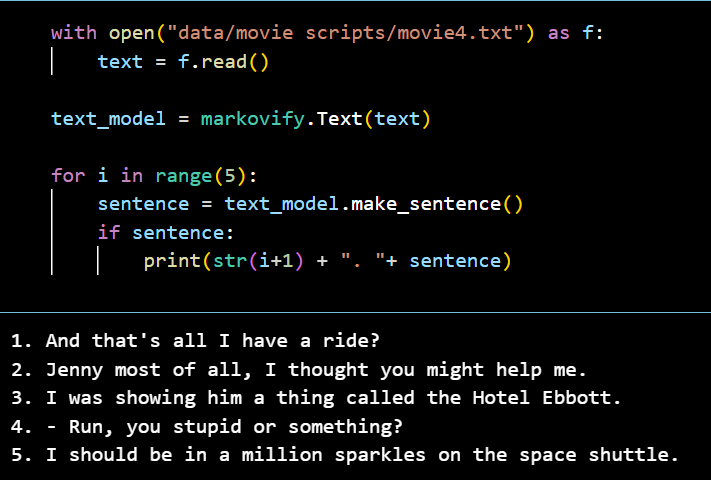 with open("data/movie scripts/movie4.txt") as f:
    text = f.read()
text_model = markovify.Text(text)
for i in range(5):
    sentence = text_model.make_sentence()
    if sentence:
        print(str(i+1) + ". "+ sentence)
1. And that's all I have a ride?
2. Jenny most of all, I thought you might help me.
3. I was showing him a thing called the Hotel Ebbott.
4. - Run, you stupid or something?
5. I should be in a million sparkles on the space shuttle.